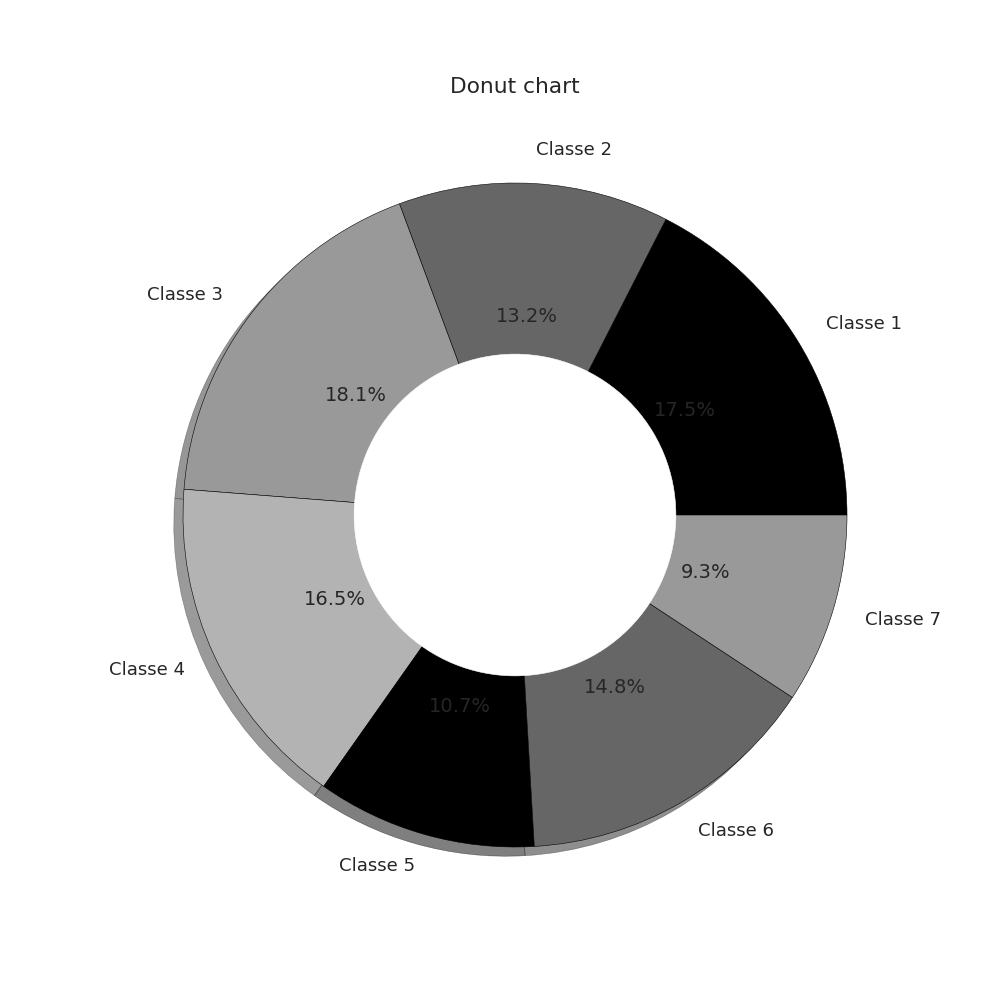 Donut chart
Classe 2
Classe 3
Classe 1
13.2%
18.1%
17.5%
9.3%
16.5%
Classe 7
Classe 4
14.8%
10.7%
Classe 6
Classe 5